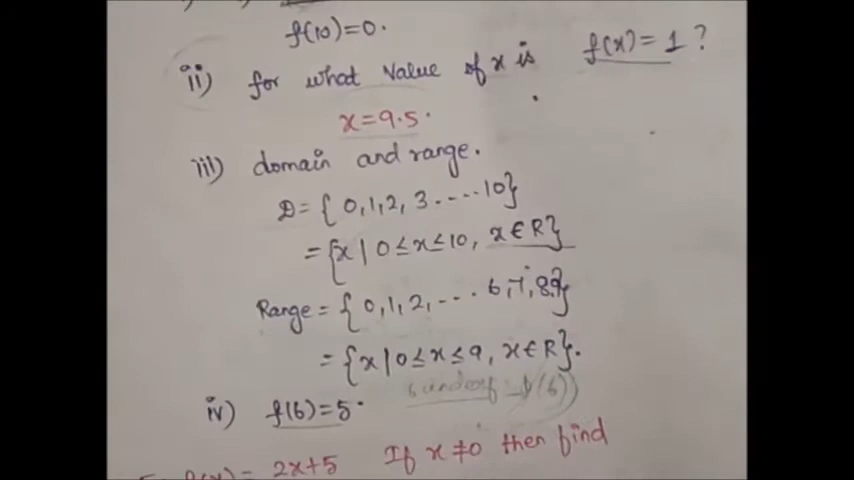 f(10)=0.
ii) for what value of x is f(x)=1?
x=9.5.
iii) domain and range.
D={0,1,2,3.....10}
={x|0≤x≤10, x∈R}
Range={0,1,2,... 6,7,8,9}
={x|0≤x≤9, x∈R}.
iv) f(6)=5.
2x+5 If x≠0 then find